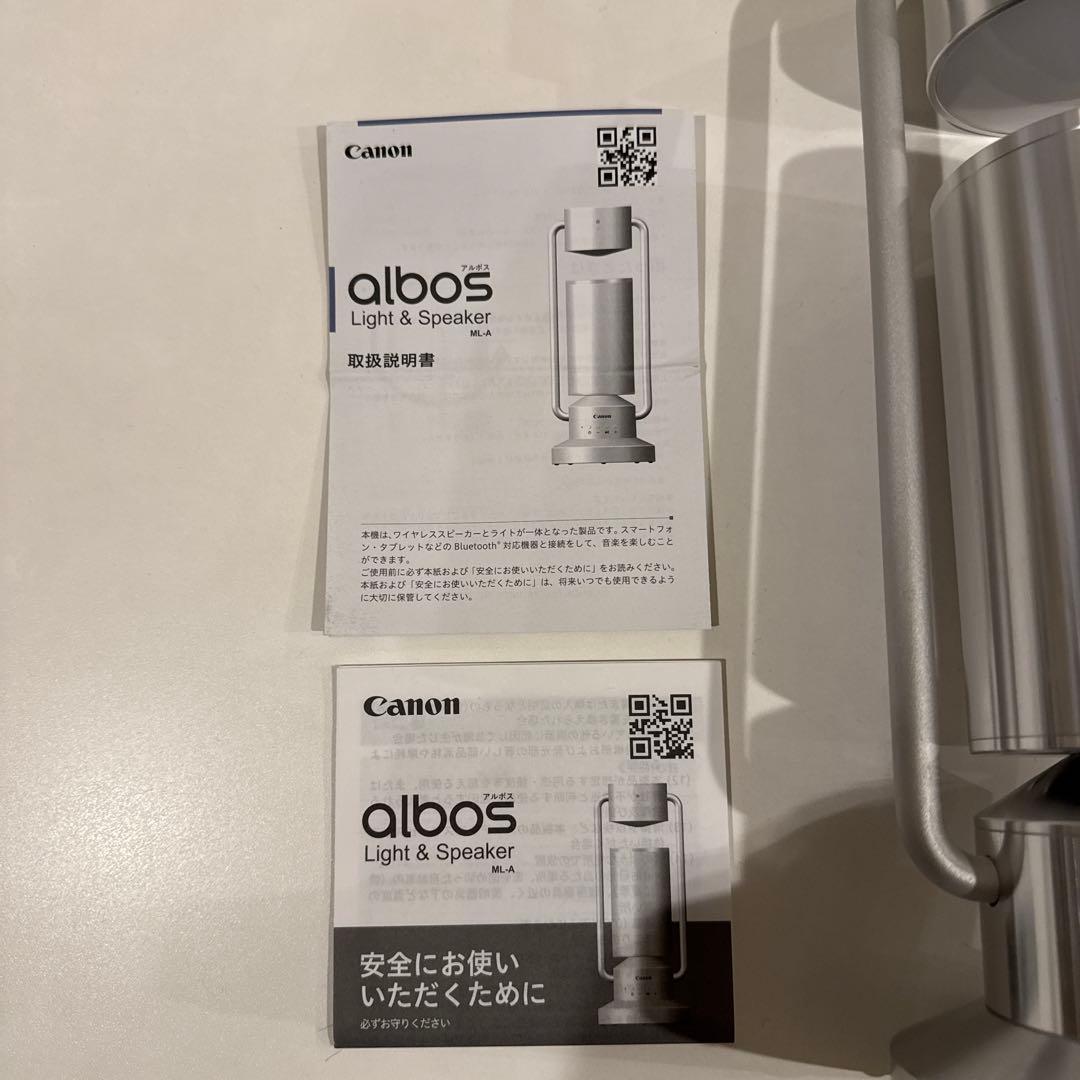 Canon
アルボス
albos
Light & Speaker
ML-A
取扱説明書
Canon
本機は、ワイヤレススピーカーとライトが一体となった製品です。スマートフォ
ン・タブレットなどの Bluetooth® 対応機器と接続をして、音楽を楽しむこと
ができます。
ご使用前に必ず本紙および「安全にお使いいただくために」をお読みください。
本紙および「安全にお使いいただくために」は、将来いつでも使用できるよう
に大切に保管してください。
Canon
アルボス
albos
Light & Speaker
ML-A
Canon
安全にお使い
いただくために
必ずお守りください